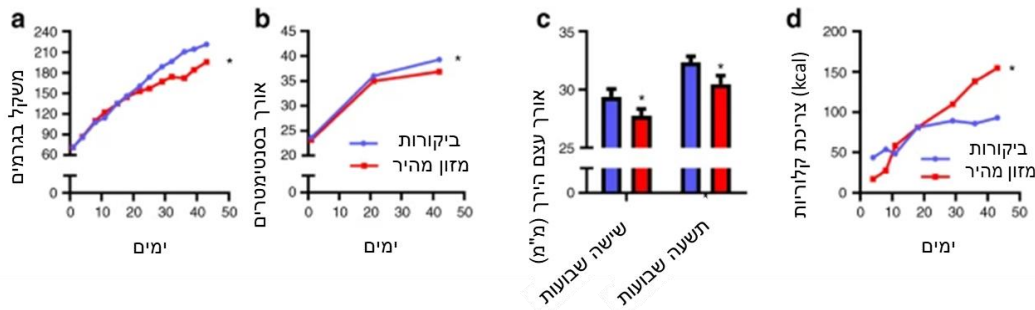 a
משקל בגרמים
240
210
180
150
120
90
60
0
*
0 10 20 30 40 50
ימים
b
אורך בסנטימטרים
45
40
35
30
25
20
0
*
ביקורות
מזון מהיר
0 10 20 30 40 50
ימים
c
אורך עצם הירך (מ"מ)
35
30
25
0
*
*
שישה שבועות
תשעה שבועות
d
צריכת קלוריות (kcal)
200
150
100
50
0
*
ביקורות
מזון מהיר
0 10 20 30 40 50
ימים